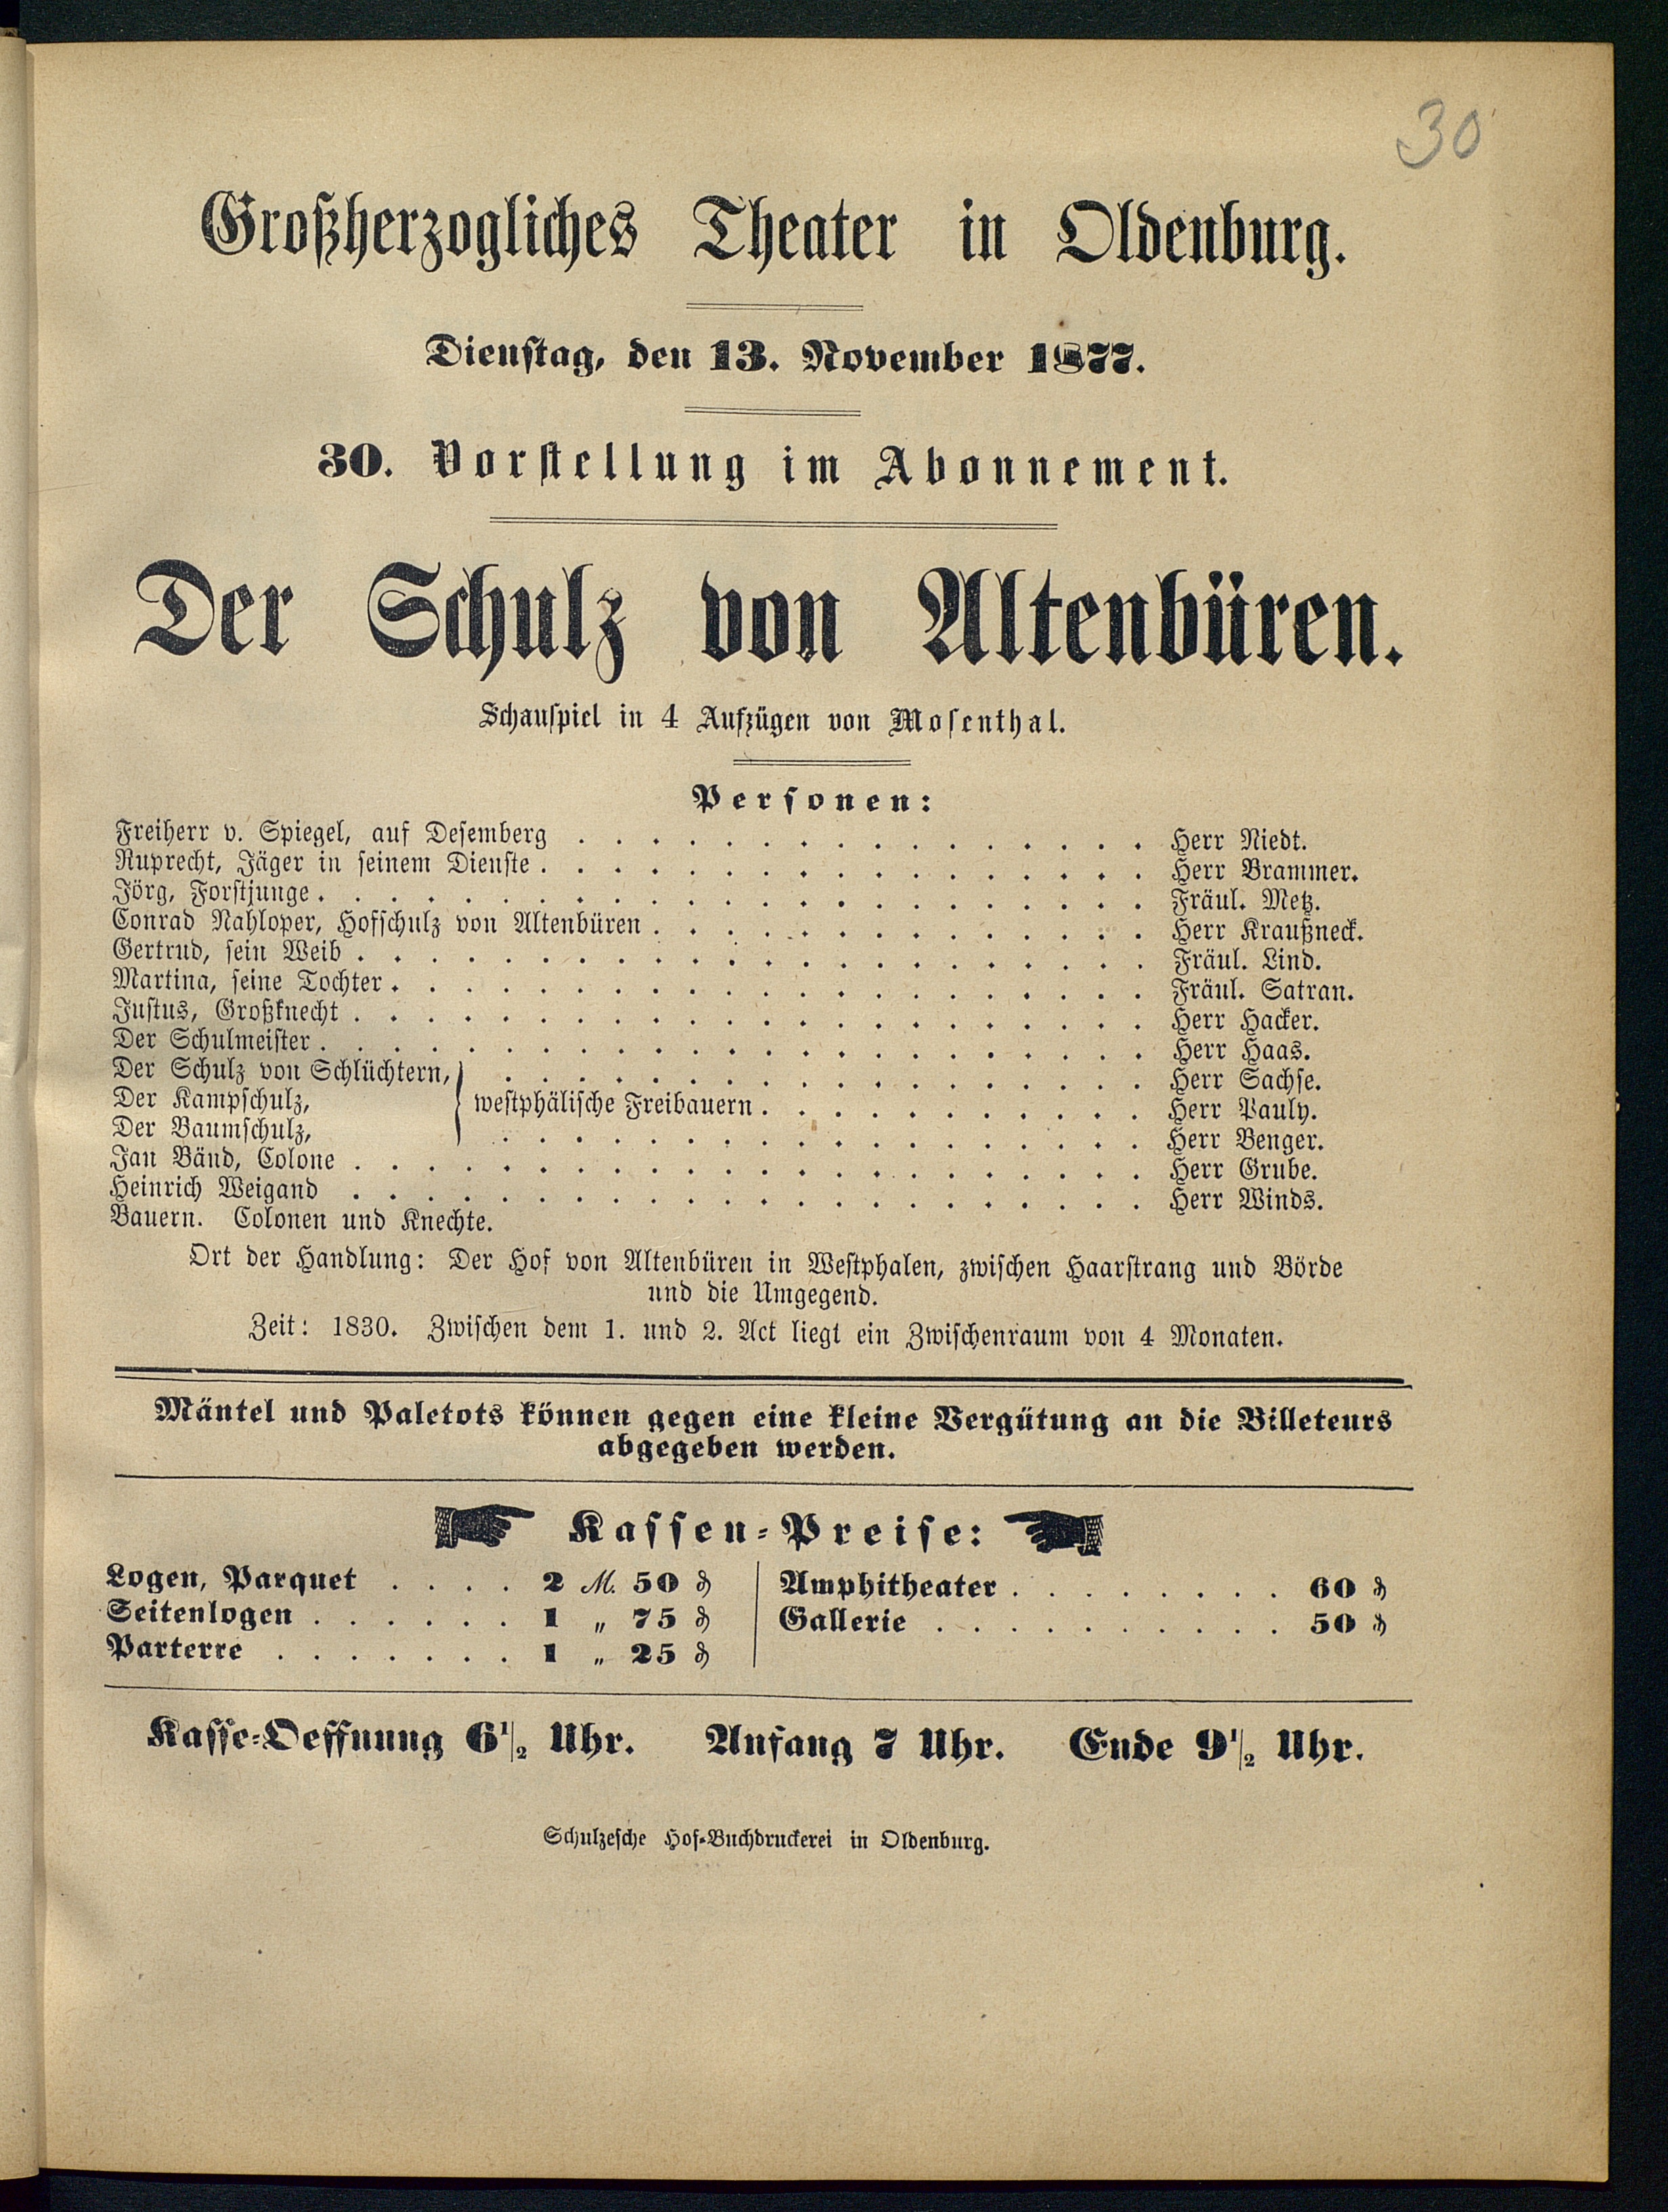 30
Großherzogliches Theater in Oldenburg.
Dienstag, den 13. November 1877.
30. Vorstellung im Abonnement.
Der Schulz von Altenbüren.
Schauspiel in 4 Aufzügen von Mosenthal.
Personen:
Freiherr v. Spiegel, auf Desemberg . . . . . . . . . . . . . . . . Herr Niedt.
Ruprecht, Jäger in seinem Dienste . . . . . . . . . . . . . . . . . Herr Brammer.
Jörg, Forstjunge . . . . . . . . . . . . . . . . . . . . . . . Fräul. Metz.
Conrad Nahloper, Hofschulz von Altenbüren . . . . . . . . . . . . . . Herr Kraußneck.
Gertrud, sein Weib . . . . . . . . . . . . . . . . . . . . . . Fräul. Lind.
Martina, seine Tochter . . . . . . . . . . . . . . . . . . . . . Fräul. Satran.
Justus, Großknecht . . . . . . . . . . . . . . . . . . . . . . Herr Hacker.
Der Schulmeister . . . . . . . . . . . . . . . . . . . . . . . Herr Haas.
Der Schulz von Schlüchtern, . . . . . . . . . . . . . . . . . . Herr Sachse.
Der Kampschulz, westphälische Freibauern . . . . . . . . . . . Herr Pauly.
Der Baumschulz, . . . . . . . . . . . . . . . . . . Herr Benger.
Jan Bänd, Colone . . . . . . . . . . . . . . . . . . . . . . Herr Grube.
Heinrich Weigand . . . . . . . . . . . . . . . . . . . . . . Herr Winds.
Bauern. Colonen und Knechte.
Ort der Handlung: Der Hof von Altenbüren in Westphalen, zwischen Haarstrang und Börde
und die Umgegend.
Zeit: 1830. Zwischen dem 1. und 2. Act liegt ein Zwischenraum von 4 Monaten.
Mäntel und Paletots können gegen eine kleine Vergütung an die Billeteurs
abgegeben werden.
Kassen-Preise:
Logen, Parquet . . . . 2 M. 50 ₰
Seitenlogen . . . . . . 1 „ 75 ₰
Parterre . . . . . . . 1 „ 25 ₰
Amphitheater . . . . . . . . 60 ₰
Gallerie . . . . . . . . . . 50 ₰
Kasse-Oeffnung 6 1/2 Uhr. Anfang 7 Uhr. Ende 9 1/2 Uhr.
Schulzesche Hof-Buchdruckerei in Oldenburg.